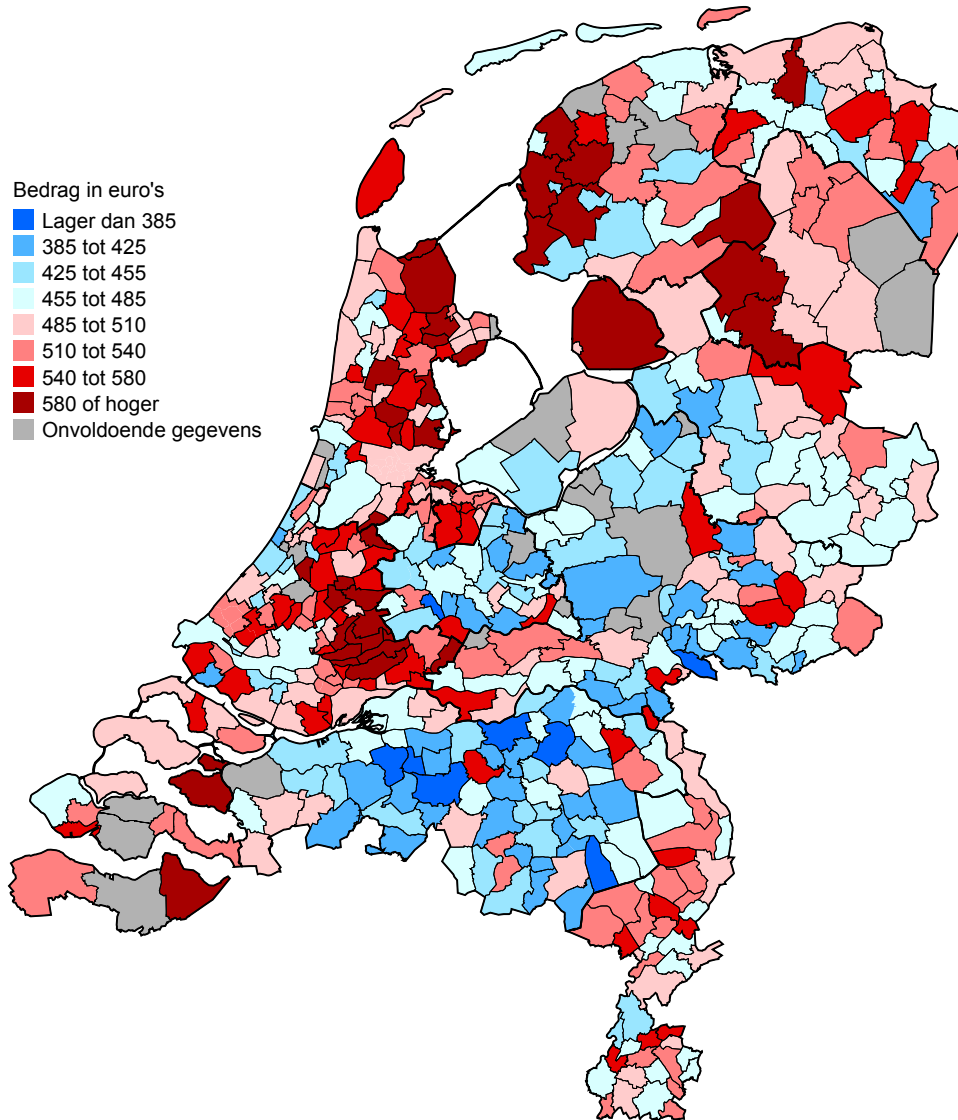 Bedrag in euro's
Lager dan 385
385 tot 425
425 tot 455
455 tot 485
485 tot 510
510 tot 540
540 tot 580
580 of hoger
Onvoldoende gegevens